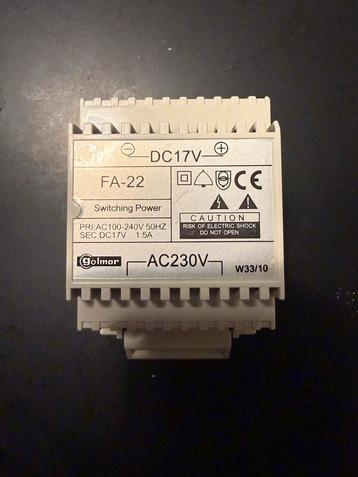 − DC17V +
FA-22
Switching Power
CE
PRI:AC100-240V 50HZ
SEC:DC17V 1.5A
CAUTION
RISK OF ELECTRIC SHOCK
DO NOT OPEN
golmar
AC230V
W33/10